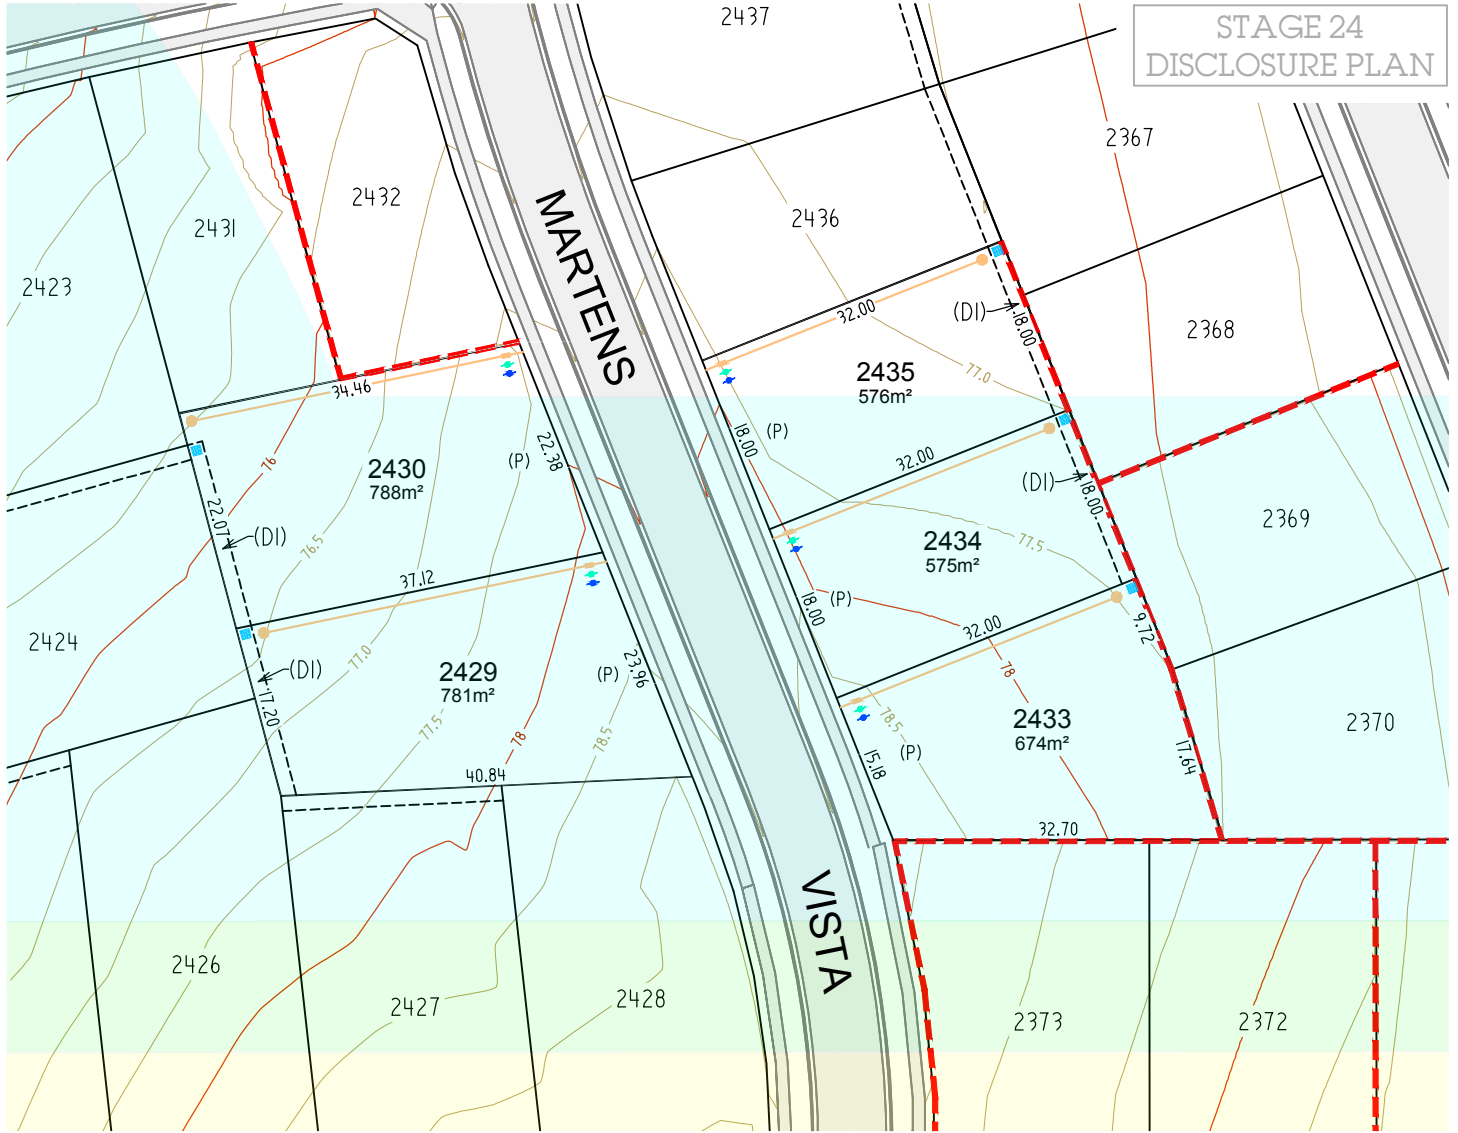 STAGE 24
DISCLOSURE PLAN
2437
2367
2432
2436
2431
2423
MARTENS
(DI)
18.00
32.00
2368
2435
576m²
77.0
34.46
22.38
(P)
18.00
(P)
76
2430
788m²
32.00
(DI)
18.00
22.07
(DI)
76.5
2434
575m²
77.5
2369
37.12
18.00
(P)
32.00
9.72
2424
(DI)
77.0
2429
781m²
(P)
23.96
78
17.20
77.5
78
78.5
78.5
(P)
2433
674m²
2370
15.18
17.64
40.84
32.70
VISTA
2426
2427
2428
2373
2372